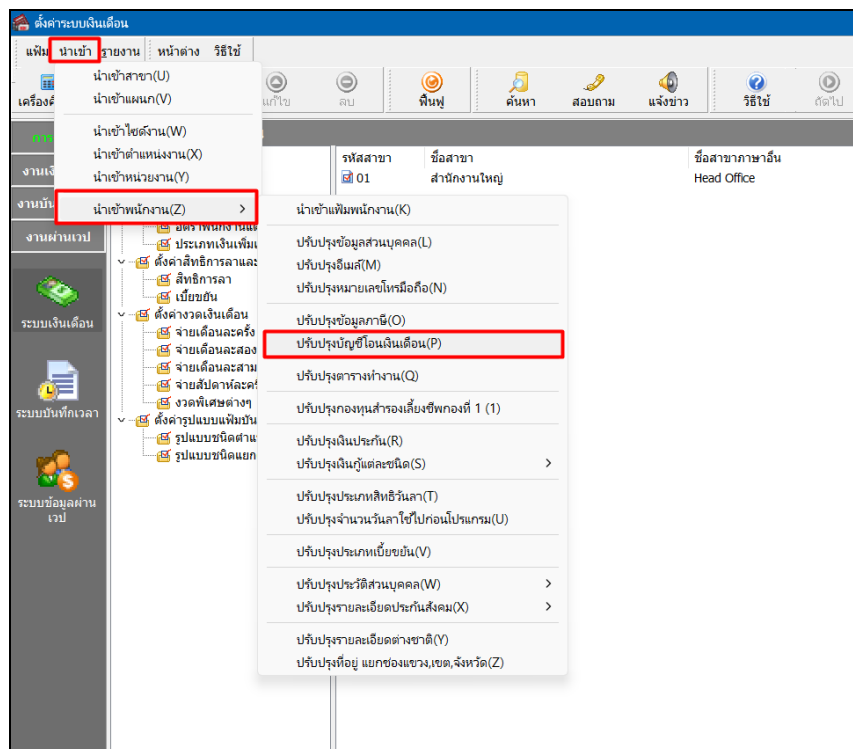 ตั้งค่าระบบเงินเดือน
แฟ้ม นำเข้า รายงาน หน้าต่าง วิธีใช้
แก้ไข ลบ ฟื้นฟู ค้นหา สอบถาม แจ้งข่าว วิธีใช้ ถัดไป
นำเข้าสาขา(U)
นำเข้าแผนก(V)
นำเข้าไซด์งาน(W)
นำเข้าตำแหน่งงาน(X)
นำเข้าหน่วยงาน(Y)
นำเข้าพนักงาน(Z) >
งานผ่านเวป
ระบบเงินเดือน
ระบบบันทึกเวลา
ระบบข้อมูลผ่าน
เวป
ตั้งค่าสิทธิการลาและ
สิทธิการลา
เบี้ยขยัน
ตั้งค่างวดเงินเดือน
จ่ายเดือนละครั้ง
จ่ายเดือนละสอง
จ่ายเดือนละสาม
จ่ายสัปดาห์ละครั้
งวดพิเศษต่างๆ
ตั้งค่ารูปแบบแฟ้มบัน
รูปแบบชนิดตำแ
รูปแบบชนิดแยก
รหัสสาขา ชื่อสาขา ชื่อสาขาภาษาอื่น
01 สำนักงานใหญ่ Head Office
นำเข้าแฟ้มพนักงาน(K)
ปรับปรุงข้อมูลส่วนบุคคล(L)
ปรับปรุงอีเมล์(M)
ปรับปรุงหมายเลขโทรมือถือ(N)
ปรับปรุงข้อมูลภาษี(O)
ปรับปรุงบัญชีโอนเงินเดือน(P)
ปรับปรุงตารางทำงาน(Q)
ปรับปรุงกองทุนสำรองเลี้ยงชีพกองที่ 1 (1)
ปรับปรุงเงินประกัน(R)
ปรับปรุงเงินกู้แต่ละชนิด(S) >
ปรับปรุงประเภทสิทธิวันลา(T)
ปรับปรุงจำนวนวันลาใช้ไปก่อนโปรแกรม(U)
ปรับปรุงประเภทเบี้ยขยัน(V)
ปรับปรุงประวัติส่วนบุคคล(W) >
ปรับปรุงรายละเอียดประกันสังคม(X) >
ปรับปรุงรายละเอียดต่างชาติ(Y)
ปรับปรุงที่อยู่ แยกช่องแขวง,เขต,จังหวัด(Z)